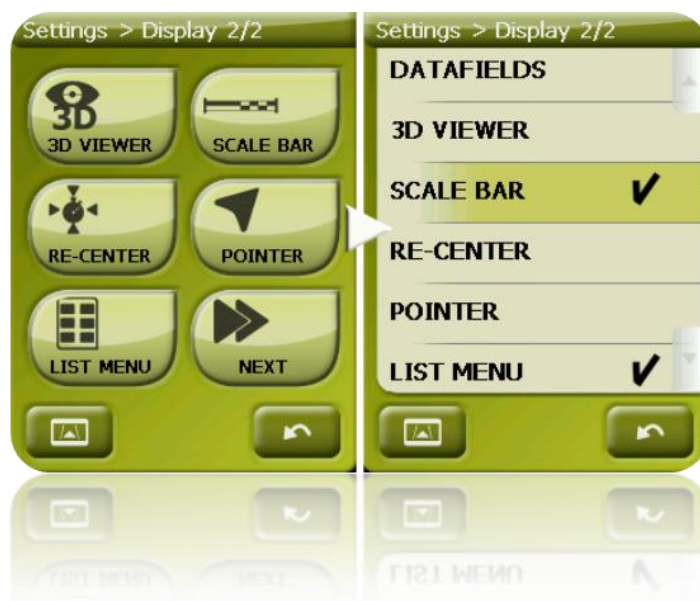 Settings > Display 2/2
3D
3D VIEWER
SCALE BAR
RE-CENTER
POINTER
LIST MENU
NEXT
Settings > Display 2/2
DATAFIELDS
3D VIEWER
SCALE BAR
RE-CENTER
POINTER
LIST MENU